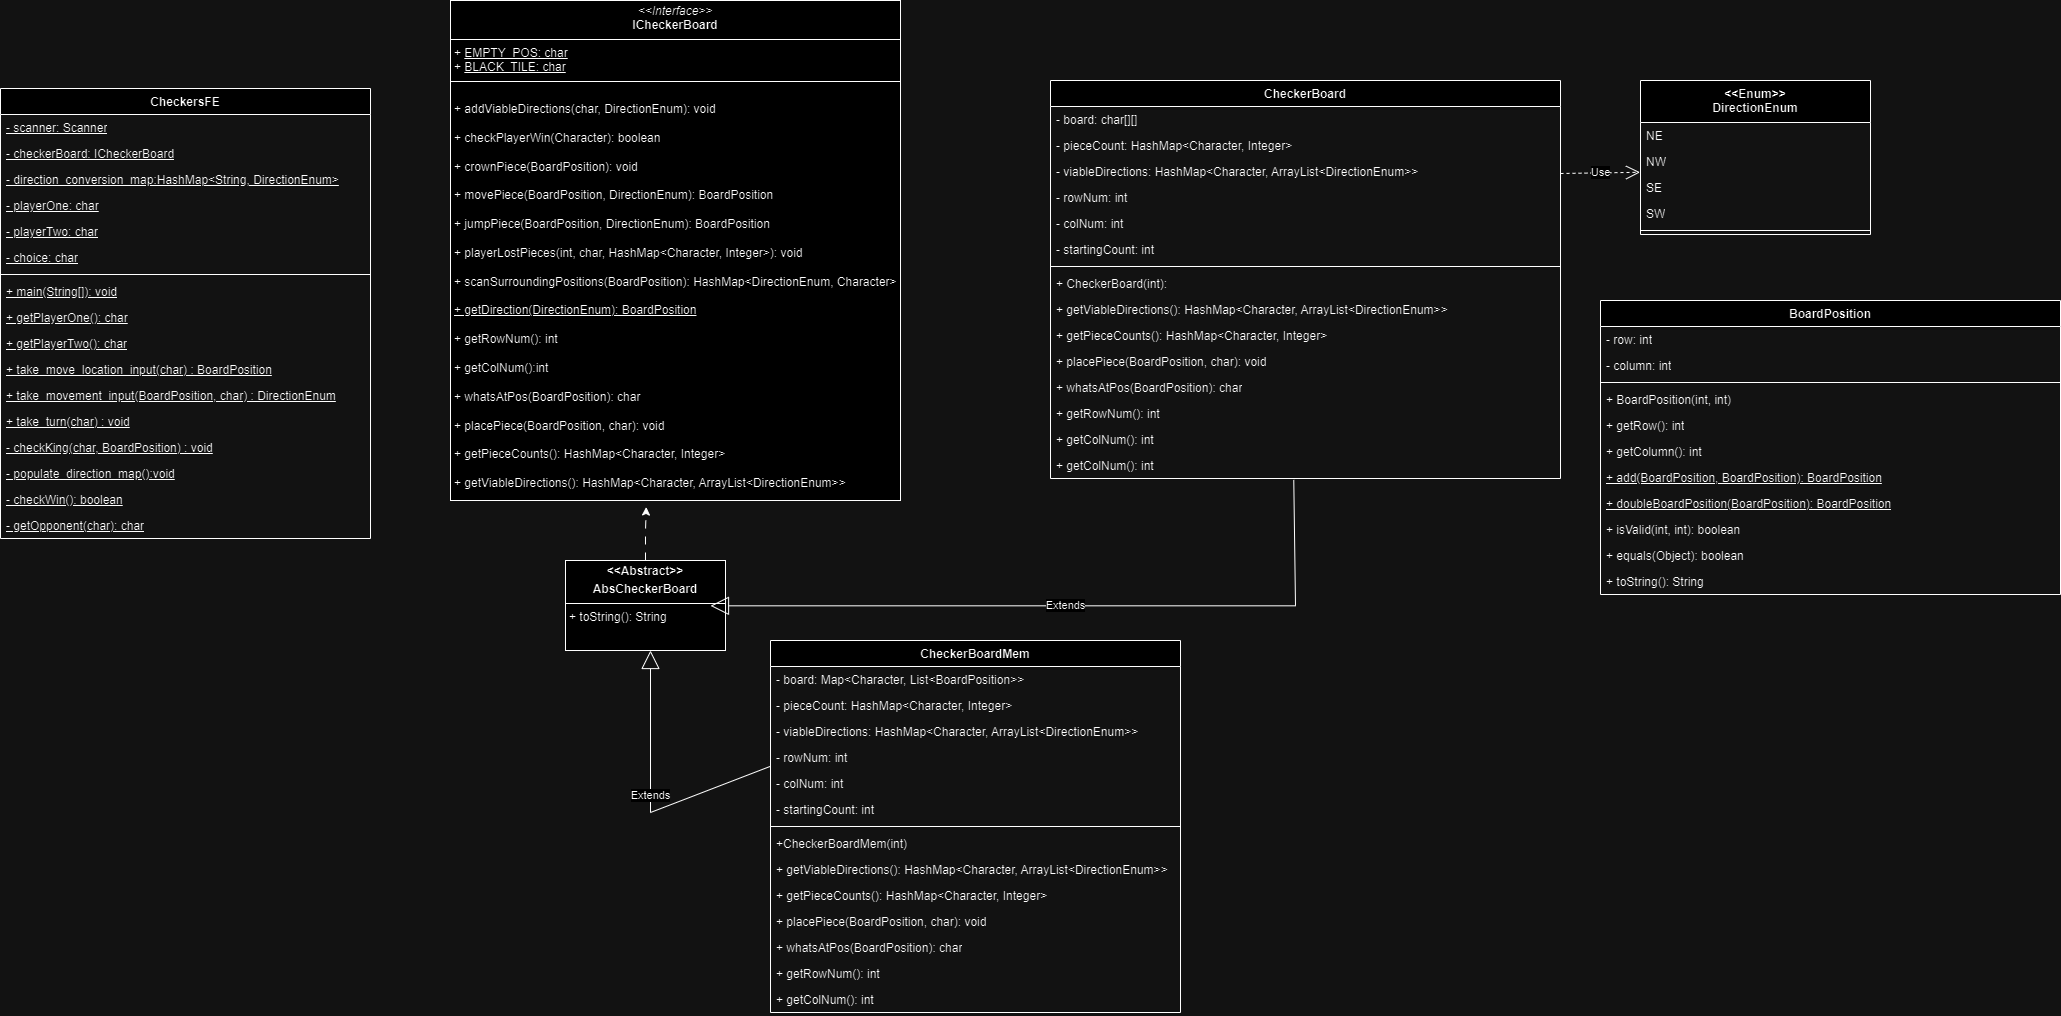 CheckersFE
- scanner: Scanner
- checkerBoard: ICheckerBoard
- direction_conversion_map:HashMap<String, DirectionEnum>
- playerOne: char
- playerTwo: char
- choice: char
+ main(String[]): void
+ getPlayerOne(): char
+ getPlayerTwo(): char
+ take_move_location_input(char) : BoardPosition
+ take_movement_input(BoardPosition, char) : DirectionEnum
+ take_turn(char) : void
- checkKing(char, BoardPosition) : void
- populate_direction_map():void
- checkWin(): boolean
- getOpponent(char): char
<<Interface>>
ICheckerBoard
+ EMPTY_POS: char
+ BLACK_TILE: char
+ addViableDirections(char, DirectionEnum): void
+ checkPlayerWin(Character): boolean
+ crownPiece(BoardPosition): void
+ movePiece(BoardPosition, DirectionEnum): BoardPosition
+ jumpPiece(BoardPosition, DirectionEnum): BoardPosition
+ playerLostPieces(int, char, HashMap<Character, Integer>): void
+ scanSurroundingPositions(BoardPosition): HashMap<DirectionEnum, Character>
+ getDirection(DirectionEnum): BoardPosition
+ getRowNum(): int
+ getColNum():int
+ whatsAtPos(BoardPosition): char
+ placePiece(BoardPosition, char): void
+ getPieceCounts(): HashMap<Character, Integer>
+ getViableDirections(): HashMap<Character, ArrayList<DirectionEnum>>
<<Abstract>>
AbsCheckerBoard
+ toString(): String
CheckerBoard
- board: char[][]
- pieceCount: HashMap<Character, Integer>
- viableDirections: HashMap<Character, ArrayList<DirectionEnum>>
- rowNum: int
- colNum: int
- startingCount: int
+ CheckerBoard(int):
+ getViableDirections(): HashMap<Character, ArrayList<DirectionEnum>>
+ getPieceCounts(): HashMap<Character, Integer>
+ placePiece(BoardPosition, char): void
+ whatsAtPos(BoardPosition): char
+ getRowNum(): int
+ getColNum(): int
+ getColNum(): int
Use
<<Enum>>
DirectionEnum
NE
NW
SE
SW
BoardPosition
- row: int
- column: int
+ BoardPosition(int, int)
+ getRow(): int
+ getColumn(): int
+ add(BoardPosition, BoardPosition): BoardPosition
+ doubleBoardPosition(BoardPosition): BoardPosition
+ isValid(int, int): boolean
+ equals(Object): boolean
+ toString(): String
Extends
Extends
CheckerBoardMem
- board: Map<Character, List<BoardPosition>>
- pieceCount: HashMap<Character, Integer>
- viableDirections: HashMap<Character, ArrayList<DirectionEnum>>
- rowNum: int
- colNum: int
- startingCount: int
+CheckerBoardMem(int)
+ getViableDirections(): HashMap<Character, ArrayList<DirectionEnum>>
+ getPieceCounts(): HashMap<Character, Integer>
+ placePiece(BoardPosition, char): void
+ whatsAtPos(BoardPosition): char
+ getRowNum(): int
+ getColNum(): int